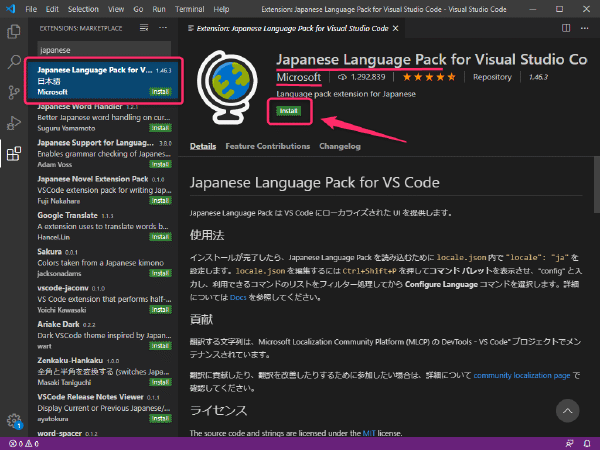 File Edit Selection View Go Run Terminal Help Extension: Japanese Language Pack for Visual Studio Code - Visual Studio Code
EXTENSIONS: MARKETPLACE
japanese
Japanese Language Pack for V... 1.46.3
日本語
Microsoft Install
Japanese Word Handler 1.2.1
Better Japanese word handling on cur...
Suguru Yamamoto Install
Japanese Support for Languag... 3.8.0
Enables grammar checking of Japanes...
Adam Voss Install
Japanese Novel Extension Pack 0.1.0
VSCode extension pack for writing Jap...
Fuji Nakahara Install
Google Translate 3.1.3
A extension uses to translate words b...
Hancel.Lin Install
Sakura 0.0.1
Colors taken from a Japanese kimono
jacksonadams Install
vscode-jaconv 0.1.0
VS Code extension that performs half-...
Yoichi Kawasaki Install
Ariake Dark 0.2.2
Dark VSCode theme inspired by Japan...
wart Install
Zenkaku-Hankaku 1.0.0
全角と半角を変換する (switches Japa...
Masaki Taniguchi Install
VSCode Release Notes Viewer 0.1.1
Display Current or Previous Japanese/...
ayatokura Install
word-spacer 0.1.2
Extension: Japanese Language Pack for Visual Studio Code
Japanese Language Pack for Visual Studio Co
Microsoft 1,292,839 Repository 1.46.3
Language pack extension for Japanese
Install
Details Feature Contributions Changelog
Japanese Language Pack for VS Code
Japanese Language Pack は VS Code にローカライズされた UI を提供します。
使用法
インストールが完了したら、Japanese Language Pack を読み込むために locale.json 内で "locale": "ja" を
設定します。locale.json を編集するには Ctrl+Shift+P を押してコマンド パレットを表示させ、"config" と入
力し、利用できるコマンドのリストをフィルター処理してから Configure Language コマンドを選択します。詳細
については Docs を参照してください。
貢献
翻訳する文字列は、Microsoft Localization Community Platform (MLCP) の DevTools - VS Code" プロジェクトでメン
テナンスされています。
翻訳に貢献したり、翻訳を改善したりするために参加したい場合は、詳細について community localization page で
確認してください。
ライセンス
The source code and strings are licensed under the MIT license.
1
0 0